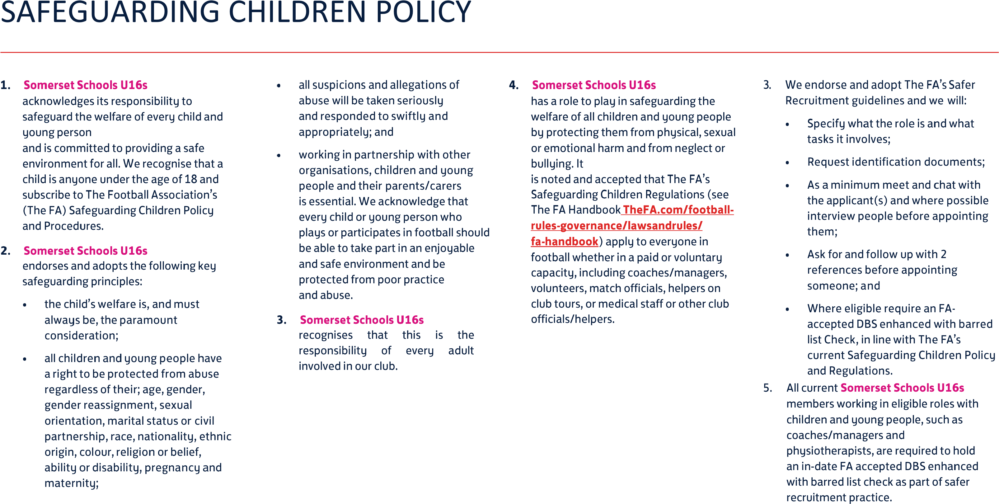 SAFEGUARDING CHILDREN POLICY
1. Somerset Schools U16s
acknowledges its responsibility to
safeguard the welfare of every child and
young person
and is committed to providing a safe
environment for all. We recognise that a
child is anyone under the age of 18 and
subscribe to The Football Association’s
(The FA) Safeguarding Children Policy
and Procedures.
2. Somerset Schools U16s
endorses and adopts the following key
safeguarding principles:
• the child’s welfare is, and must
always be, the paramount
consideration;
• all children and young people have
a right to be protected from abuse
regardless of their; age, gender,
gender reassignment, sexual
orientation, marital status or civil
partnership, race, nationality, ethnic
origin, colour, religion or belief,
ability or disability, pregnancy and
maternity;
• all suspicions and allegations of
abuse will be taken seriously
and responded to swiftly and
appropriately; and
• working in partnership with other
organisations, children and young
people and their parents/carers
is essential. We acknowledge that
every child or young person who
plays or participates in football should
be able to take part in an enjoyable
and safe environment and be
protected from poor practice
and abuse.
3. Somerset Schools U16s
recognises that this is the
responsibility of every adult
involved in our club.
4. Somerset Schools U16s
has a role to play in safeguarding the
welfare of all children and young people
by protecting them from physical, sexual
or emotional harm and from neglect or
bullying. It
is noted and accepted that The FA’s
Safeguarding Children Regulations (see
The FA Handbook TheFA.com/football-
rules-governance/lawsandrules/
fa-handbook) apply to everyone in
football whether in a paid or voluntary
capacity, including coaches/managers,
volunteers, match officials, helpers on
club tours, or medical staff or other club
officials/helpers.
3. We endorse and adopt The FA’s Safer
Recruitment guidelines and we will:
• Specify what the role is and what
tasks it involves;
• Request identification documents;
• As a minimum meet and chat with
the applicant(s) and where possible
interview people before appointing
them;
• Ask for and follow up with 2
references before appointing
someone; and
• Where eligible require an FA-
accepted DBS enhanced with barred
list Check, in line with The FA’s
current Safeguarding Children Policy
and Regulations.
5. All current Somerset Schools U16s
members working in eligible roles with
children and young people, such as
coaches/managers and
physiotherapists, are required to hold
an in-date FA accepted DBS enhanced
with barred list check as part of safer
recruitment practice.